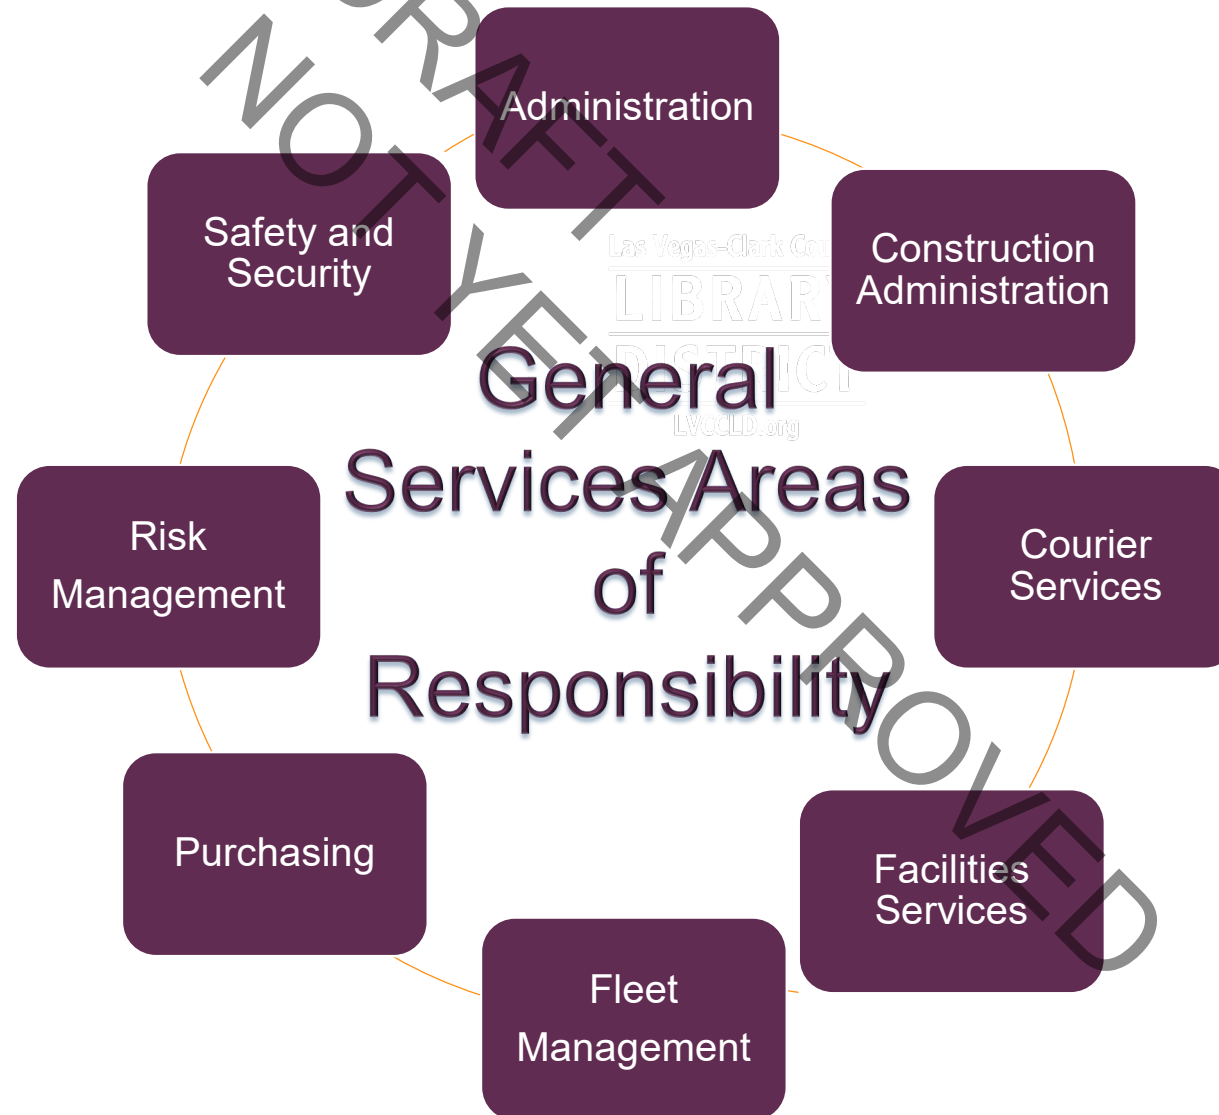 DRAFT
NOT YET APPROVED
Administration
Safety and
Security
Construction
Administration
Las Vegas-Clark Cou
LIBRAR
DISTRICT
LVCCLD.org
General
Services Areas
of
Responsibility
Risk
Management
Courier
Services
Purchasing
Facilities
Services
Fleet
Management